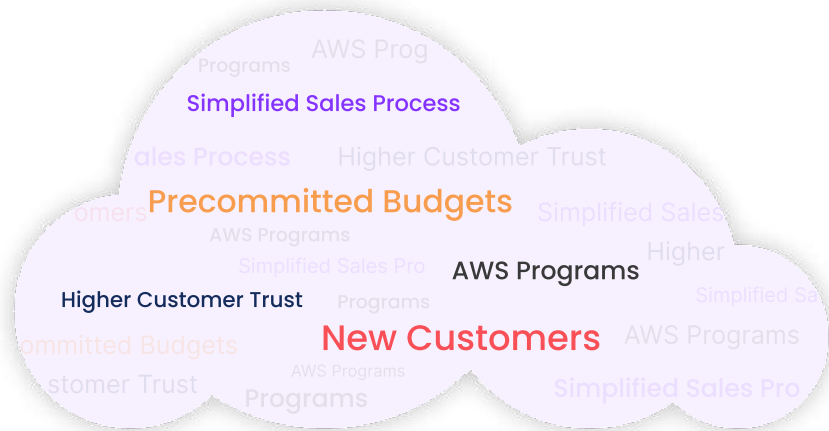 AWS Prog
Programs
Simplified Sales Process
ales Process Higher Customer Trust
Precommitted Budgets
omers Simplified Sales
AWS Programs
Higher
Simplified Sales Pro AWS Programs
Higher Customer Trust Programs Simplified Sa
New Customers AWS Programs
ommitted Budgets
AWS Programs
stomer Trust Simplified Sales Pro
Programs